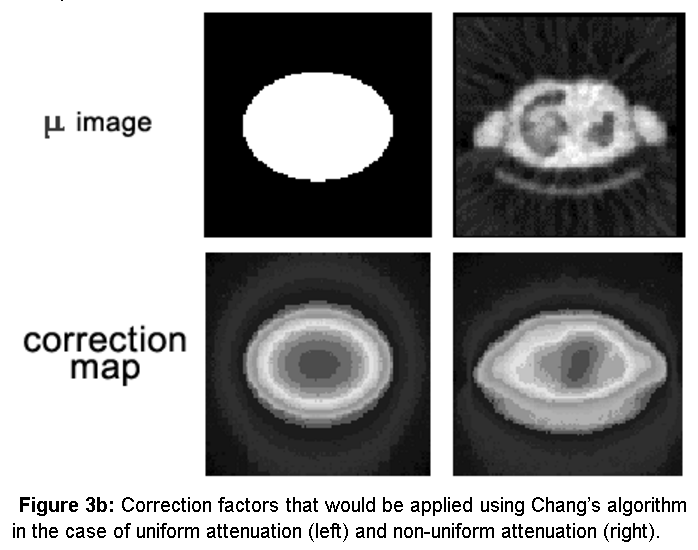 μ image
correction
map
Figure 3b: Correction factors that would be applied using Chang's algorithm
in the case of uniform attenuation (left) and non-uniform attenuation (right).